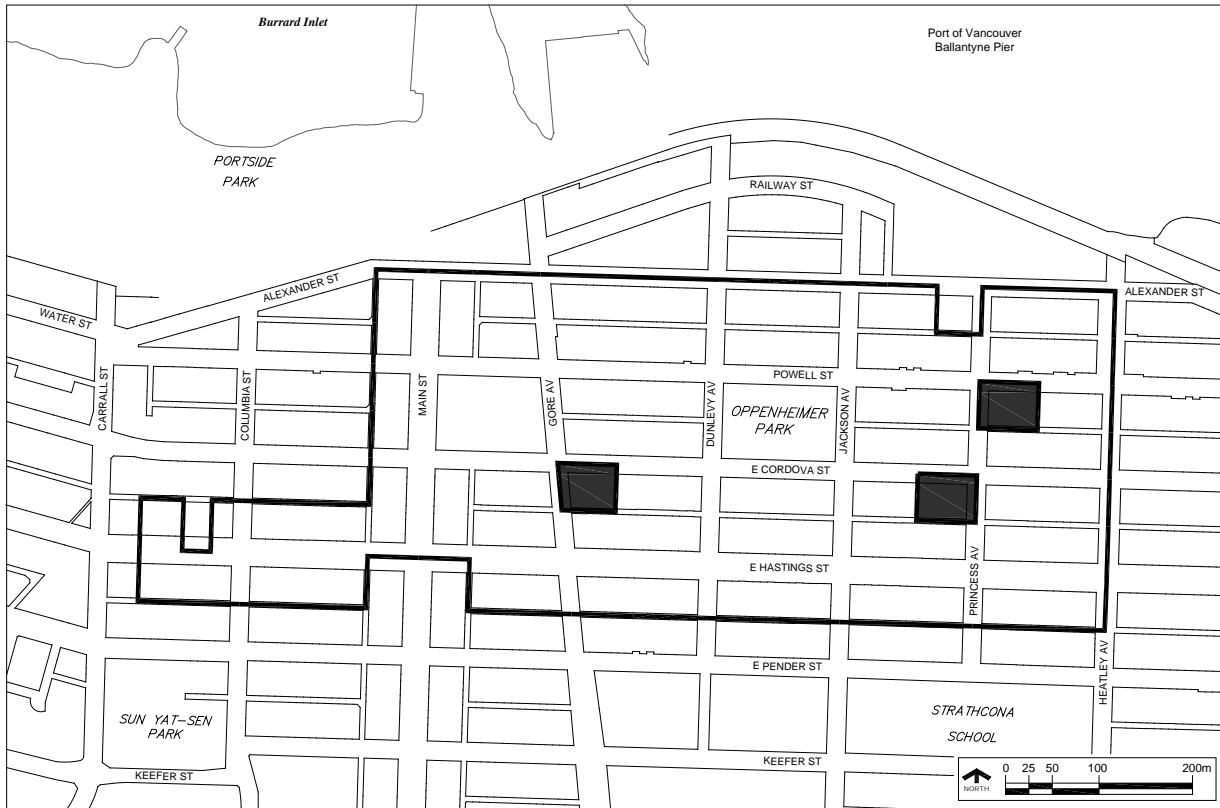 Burrard Inlet
Port of Vancouver
Ballantyne Pier
PORTSIDE
PARK
RAILWAY ST
ALEXANDER ST
ALEXANDER ST
WATER ST
CARRALL ST
COLUMBIA ST
MAIN ST
GORE AV
DUNLEVY AV
JACKSON AV
POWELL ST
OPPENHEIMER
PARK
E CORDOVA ST
E HASTINGS ST
PRINCESS AV
E PENDER ST
HEATLEY AV
SUN YAT-SEN
PARK
STRATHCONA
SCHOOL
KEEFER ST
KEEFER ST
NORTH
0 25 50 100 200m